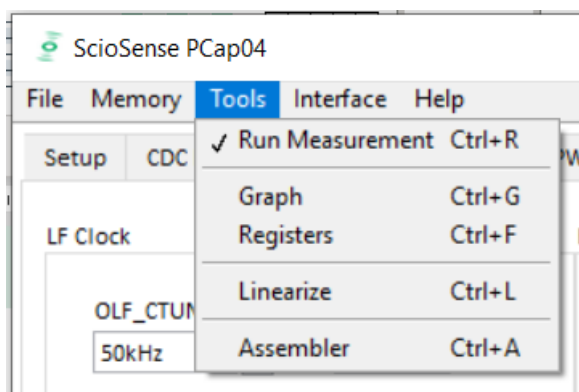 ScioSense PCap04
File Memory Tools Interface Help
Setup CDC
✓ Run Measurement Ctrl+R
Graph Ctrl+G
Registers Ctrl+F
LF Clock
Linearize Ctrl+L
OLF_CTUN
50kHz
Assembler Ctrl+A